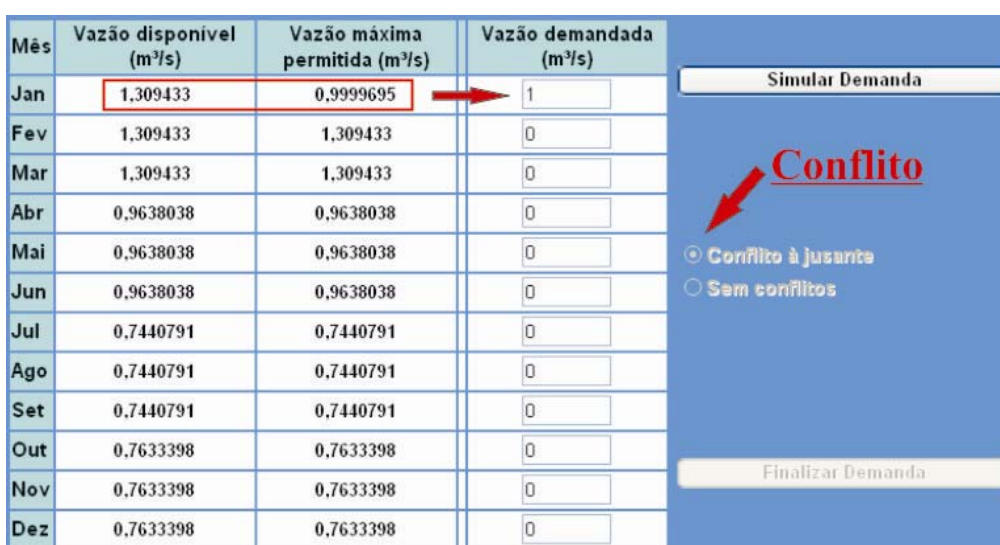 Mês Vazão disponível (m³/s) Vazão máxima permitida (m³/s) Vazão demandada (m³/s)
Jan 1,309433 0,9999695 1
Fev 1,309433 1,309433 0
Mar 1,309433 1,309433 0
Abr 0,9638038 0,9638038 0
Mai 0,9638038 0,9638038 0
Jun 0,9638038 0,9638038 0
Jul 0,7440791 0,7440791 0
Ago 0,7440791 0,7440791 0
Set 0,7440791 0,7440791 0
Out 0,7633398 0,7633398 0
Nov 0,7633398 0,7633398 0
Dez 0,7633398 0,7633398 0
Simular Demanda
Conflito
Conflito à jusante
Sem conflitos
Finalizar Demanda